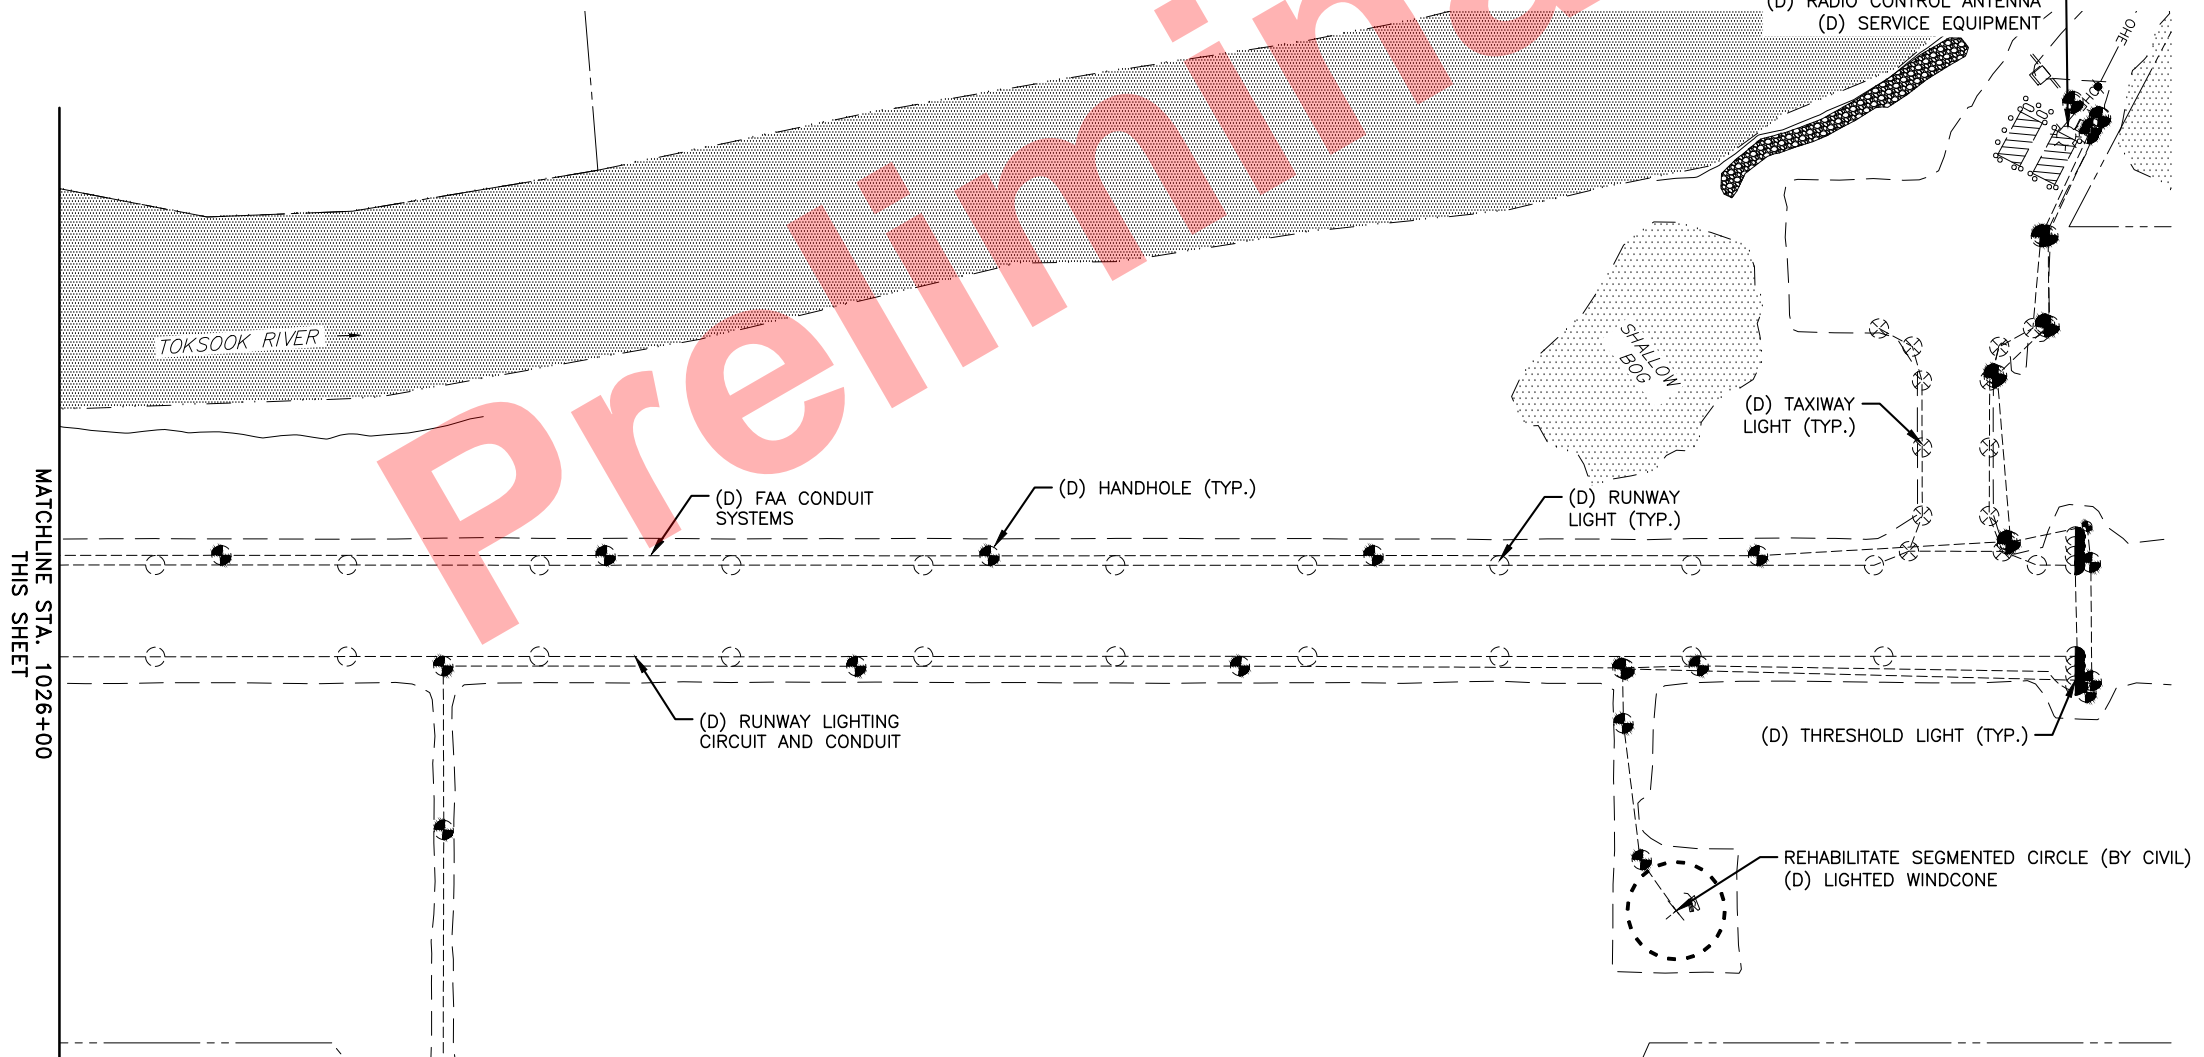 (D) RADIO CONTROL ANTENNA
(D) SERVICE EQUIPMENT
OHE
OHE
TOKSOOK RIVER
SHALLOW
BOG
(D) TAXIWAY
LIGHT (TYP.)
(D) FAA CONDUIT
SYSTEMS
(D) HANDHOLE (TYP.)
(D) RUNWAY
LIGHT (TYP.)
MATCHLINE STA. 1026+00
THIS SHEET
(D) RUNWAY LIGHTING
CIRCUIT AND CONDUIT
(D) THRESHOLD LIGHT (TYP.)
REHABILITATE SEGMENTED CIRCLE (BY CIVIL)
(D) LIGHTED WINDCONE
Prelimina